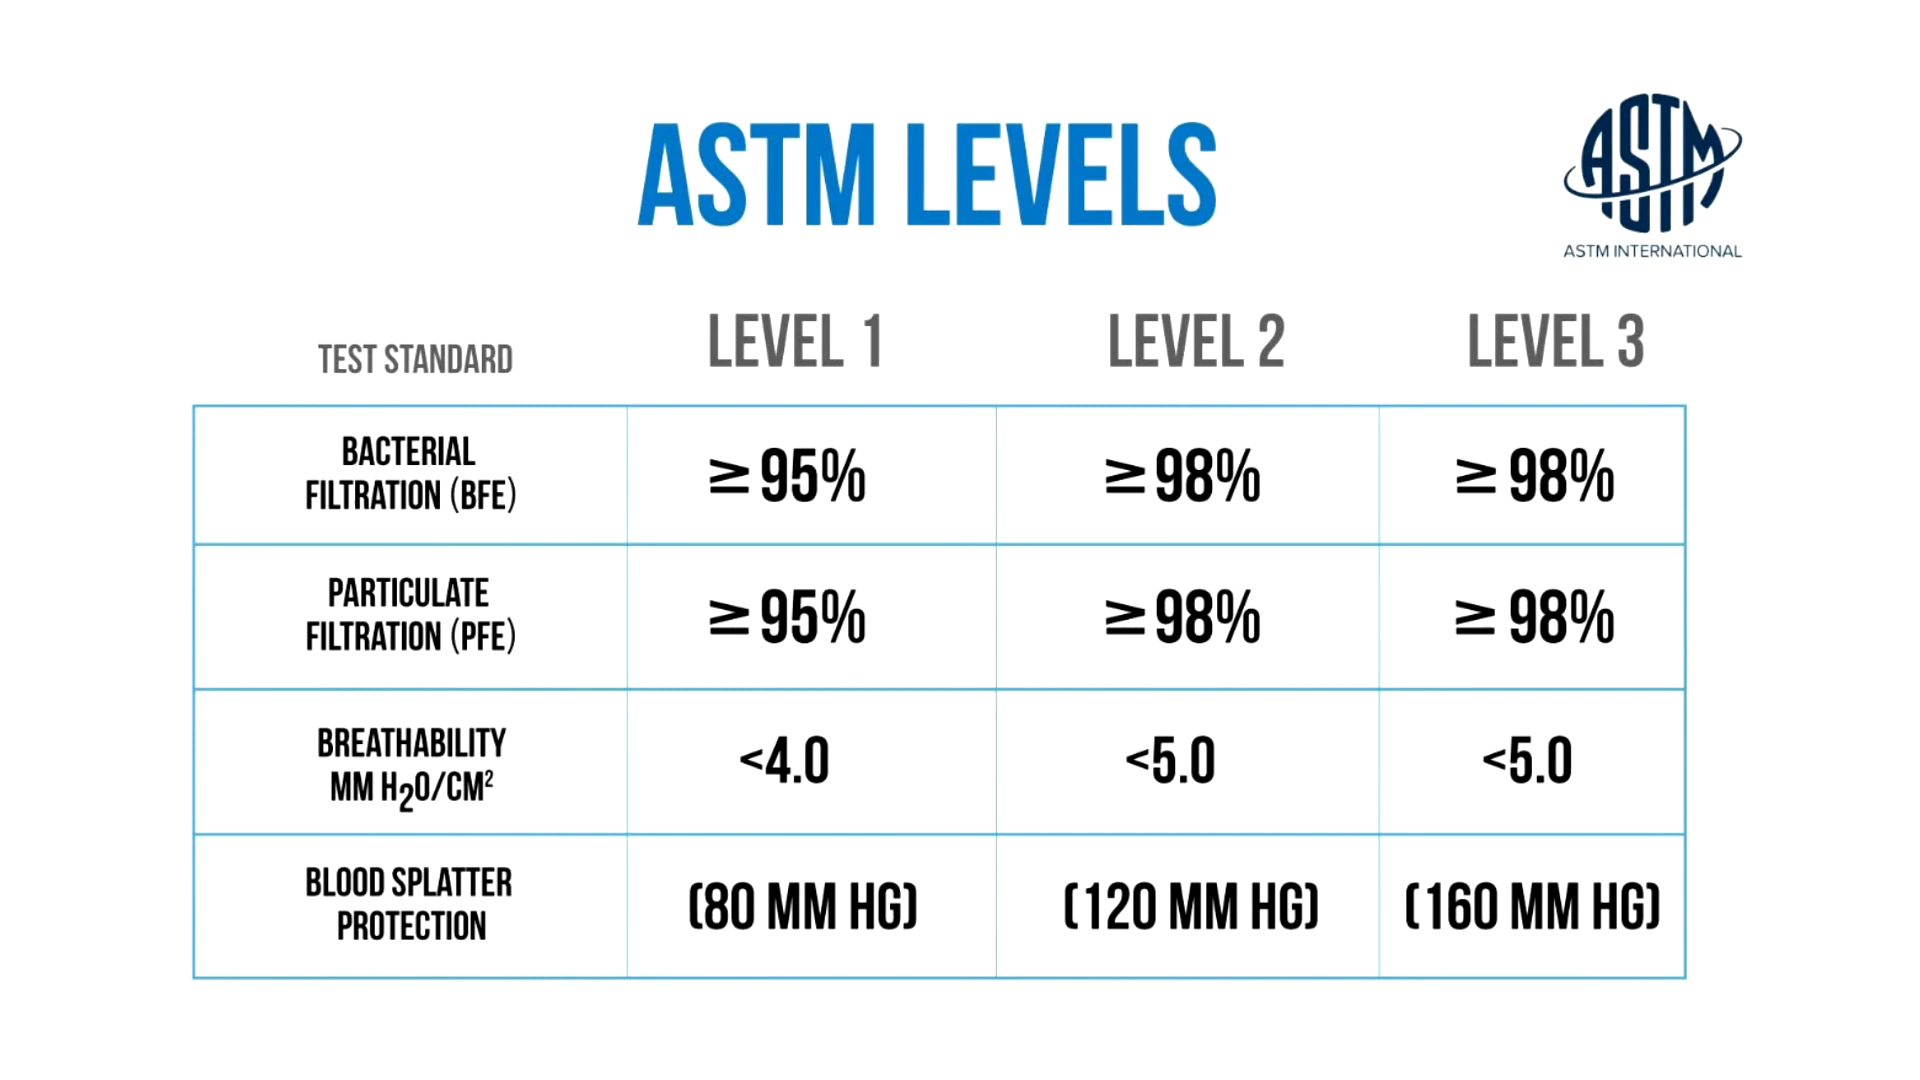 ASTM LEVELS
ASTM
ASTM INTERNATIONAL
TEST STANDARD LEVEL 1 LEVEL 2 LEVEL 3
BACTERIAL
FILTRATION (BFE) ≥ 95% ≥ 98% ≥ 98%
PARTICULATE
FILTRATION (PFE) ≥ 95% ≥ 98% ≥ 98%
BREATHABILITY
MM H₂O/CM² <4.0 <5.0 <5.0
BLOOD SPLATTER
PROTECTION (80 MM HG) (120 MM HG) (160 MM HG)